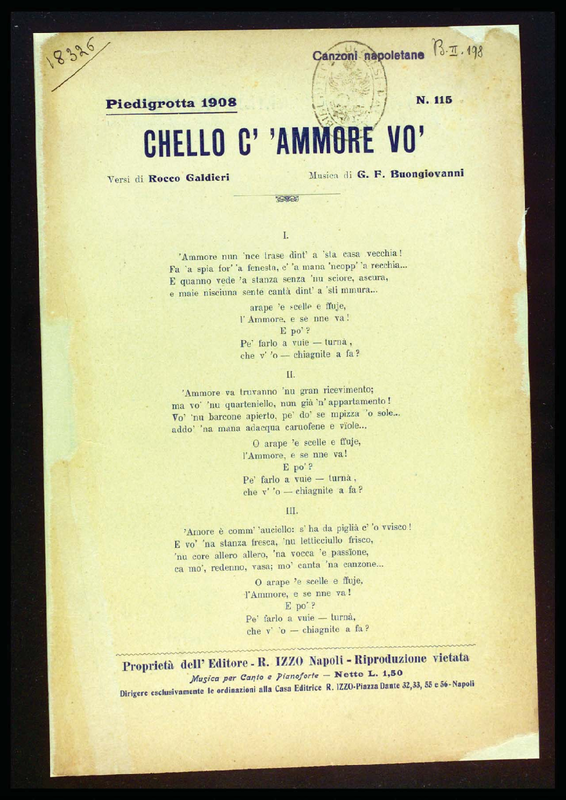 18326
Canzoni napoletane B. II. 198
Piedigrotta 1908
N. 115
CHELLO C' 'AMMORE VO'
Versi di Rocco Galdieri
Musica di G. F. Buongiovanni
I.
'Ammore nun 'nce trase dint' a 'sta casa vecchia!
Fa 'a spia for' 'a fenesta, c' 'a mana 'ncopp' 'a recchia...
E quanno vede 'a stanza senza 'nu sciore, ascura,
e maie nisciuna sente cantà dint' a 'sti mmura...
arape 'e scelle e ffuje,
l'Ammore, e se nne va!
E po'?
Pe' farlo a vuie — turnà,
che v' 'o — chiagnite a fa?
II.
'Ammore va truvanno 'nu gran ricevimento;
ma vo' 'nu quarteniello, nun già 'n' appartamento!
Vo' 'nu barcone apierto, pe' do' se mpizza 'o sole...
addo' 'na mana adacqua caruofene e viole...
O arape 'e scelle e ffuje,
l'Ammore, e se nne va!
E po'?
Pe' farlo a vuie — turnà,
che v' 'o — chiagnite a fa?
III.
'Amore è comm' 'auciello: s' ha da piglià c' 'o vvisco!
E vo' 'na stanza fresca, 'nu letticciullo frisco,
'nu core allero allero, 'na vocca 'e passione,
ca mo', redenno, vasa; mo' canta 'na canzone...
O arape 'e scelle e ffuje,
l'Ammore, e se nne va!
E po'?
Pe' farlo a vuie — turnà,
che v' 'o — chiagnite a fa?
Proprietà dell' Editore - R. IZZO Napoli - Riproduzione vietata
Musica per Canto e Pianoforte — Netto L. 1,50
Dirigere esclusivamente le ordinazioni alla Casa Editrice R. IZZO-Piazza Dante 32,33, 55 e 56-Napoli